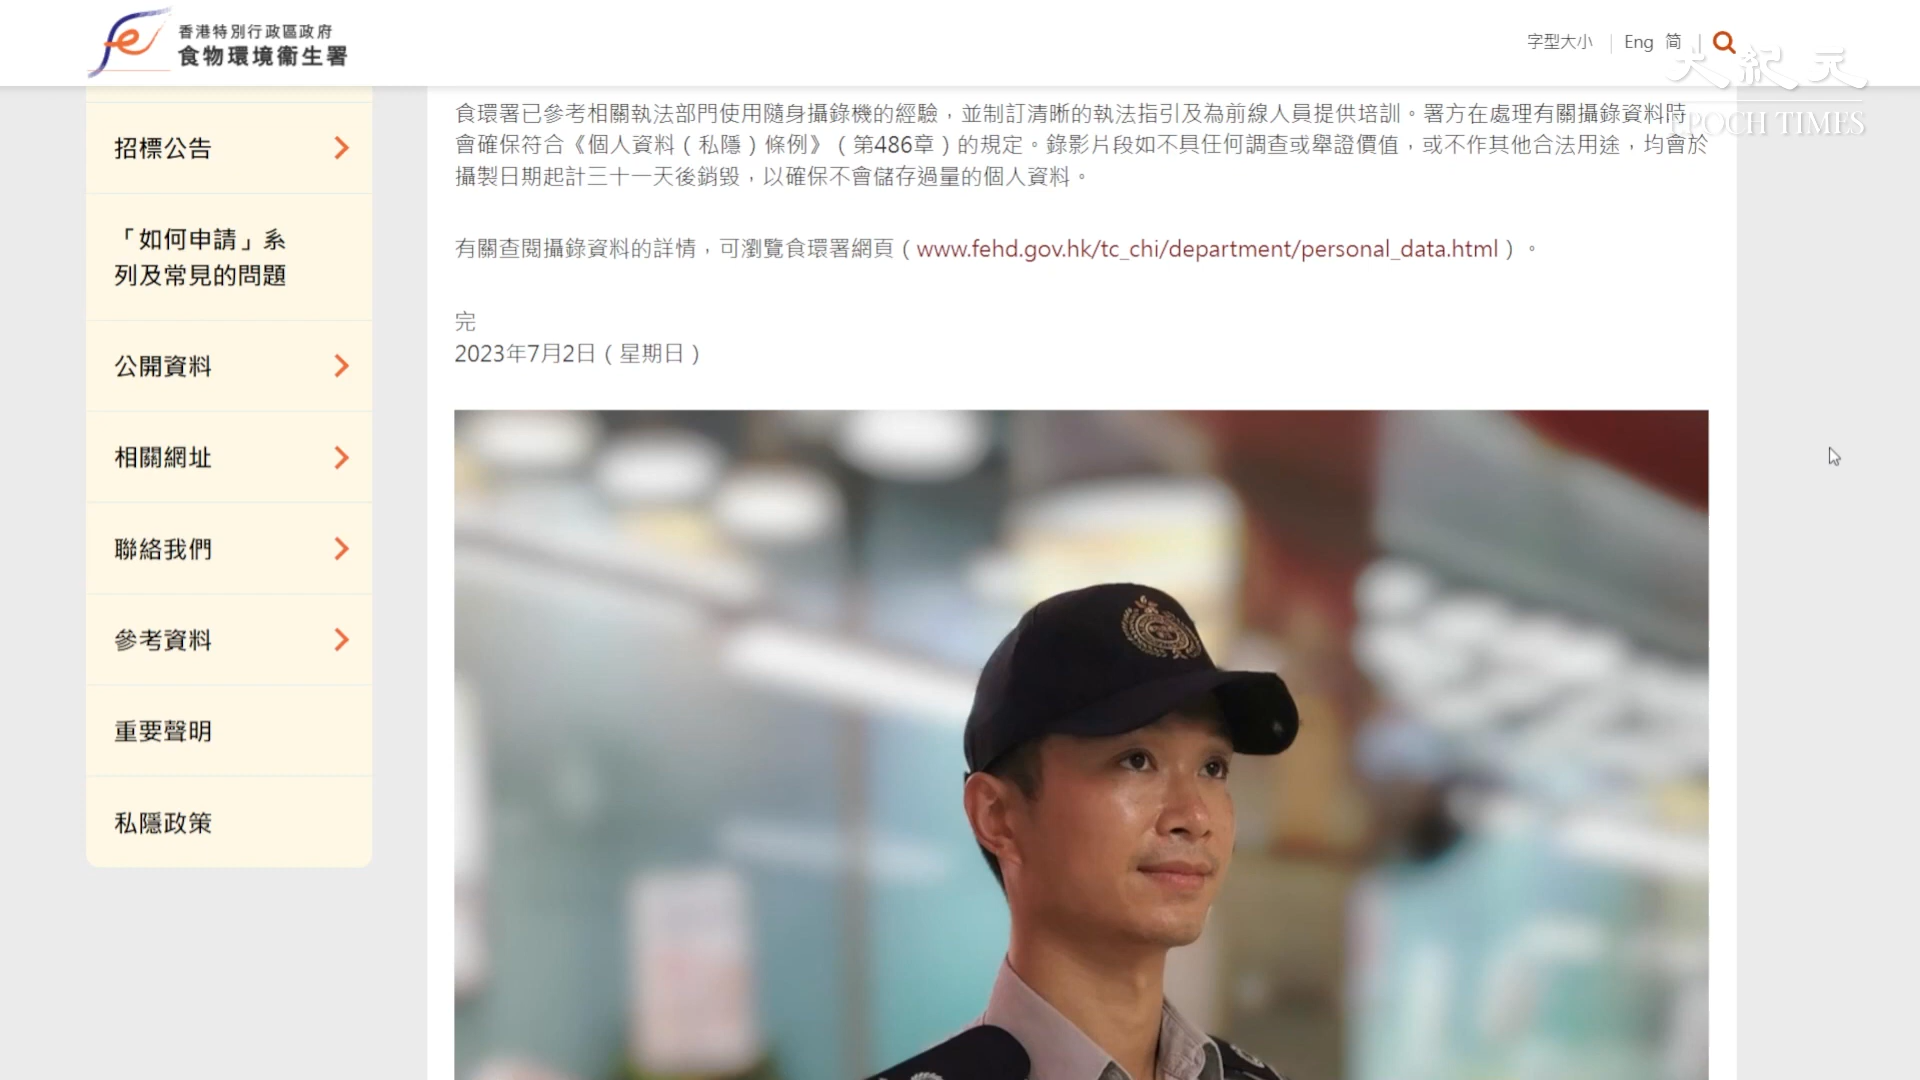 香港特別行政區政府
食物環境衞生署
字型大小
Eng
简
大紀元
EPOCH TIMES
招標公告
「如何申請」系
列及常見的問題
公開資料
相關網址
聯絡我們
參考資料
重要聲明
私隱政策
食環署已參考相關執法部門使用隨身攝錄機的經驗，並制訂清晰的執法指引及為前線人員提供培訓。署方在處理有關攝錄資料時，
會確保符合《個人資料（私隱）條例》（第486章）的規定。錄影片段如不具任何調查或舉證價值，或不作其他合法用途，均會於
攝製日期起計三十一天後銷毀，以確保不會儲存過量的個人資料。
有關查閱攝錄資料的詳情，可瀏覽食環署網頁（www.fehd.gov.hk/tc_chi/department/personal_data.html）。
完
2023年7月2日（星期日）